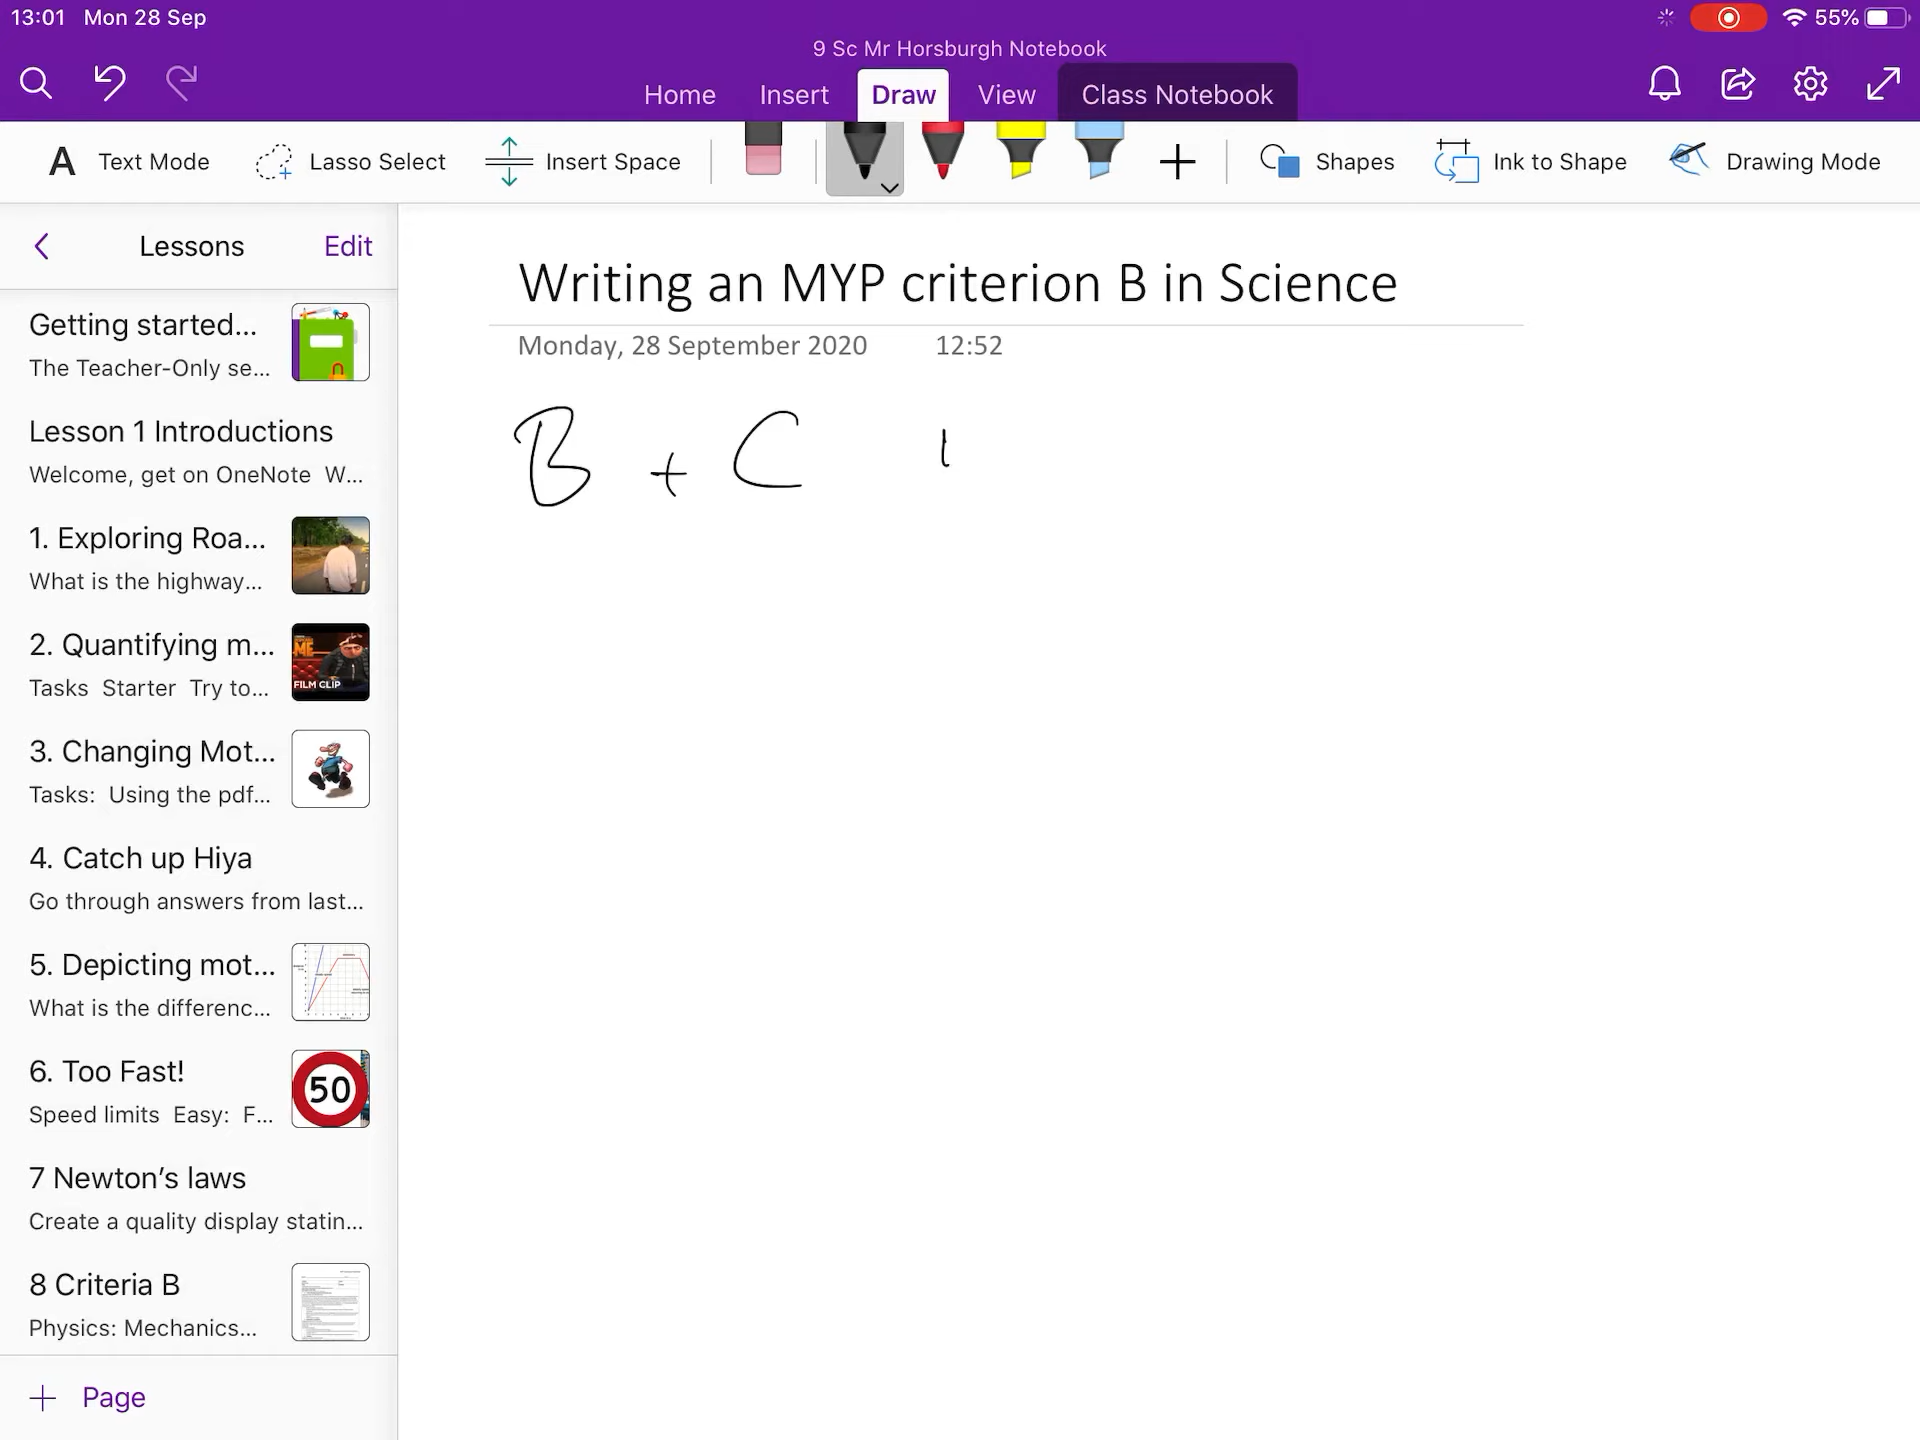 13:01 Mon 28 Sep
55%
9 Sc Mr Horsburgh Notebook
Home Insert Draw View Class Notebook
A Text Mode Lasso Select Insert Space Shapes Ink to Shape Drawing Mode
Lessons Edit
Getting started...
The Teacher-Only se...
Lesson 1 Introductions
Welcome, get on OneNote W...
1. Exploring Roa...
What is the highway...
2. Quantifying m...
Tasks Starter Try to...
ME
FILM CLIP
3. Changing Mot...
Tasks: Using the pdf...
4. Catch up Hiya
Go through answers from last...
5. Depicting mot...
What is the differenc...
6. Too Fast!
Speed limits Easy: F...
50
7 Newton’s laws
Create a quality display statin...
8 Criteria B
Physics: Mechanics...
Page
Writing an MYP criterion B in Science
Monday, 28 September 2020 12:52
B + C